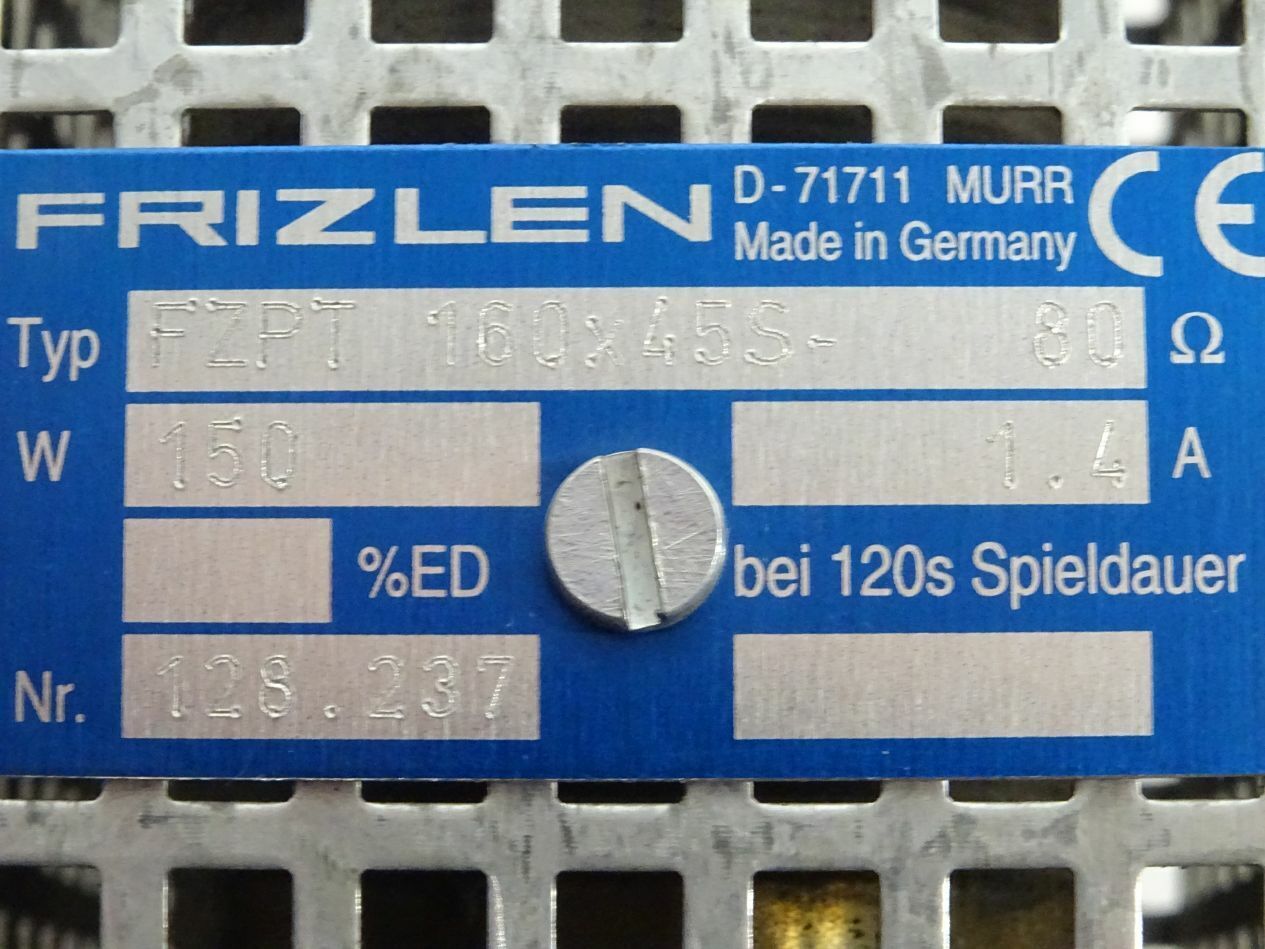 FRIZLEN
D-71711 MURR
Made in Germany
CE
Typ FZPT 160x45S- 80 Ω
W 150 1.4 A
%ED bei 120s Spieldauer
Nr. 128.237